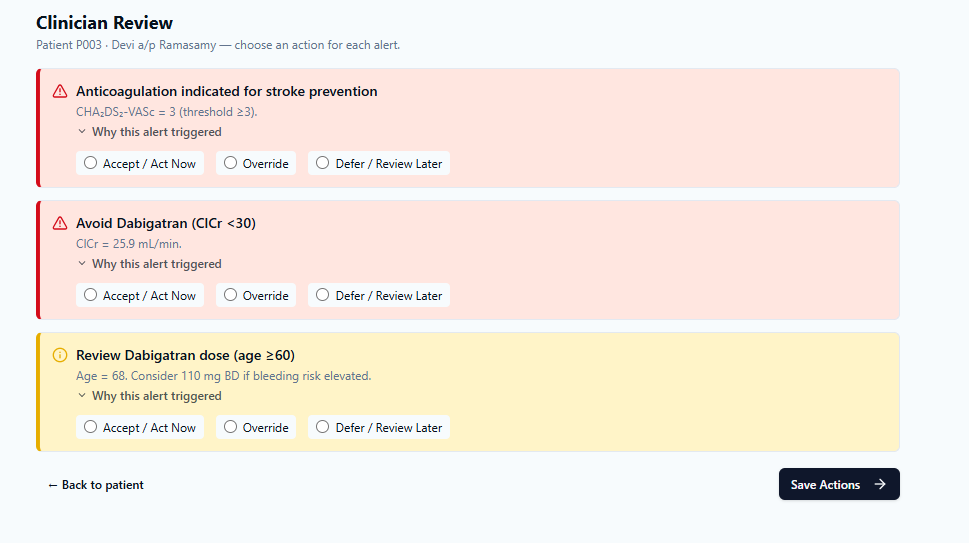 Clinician Review
Patient P003 · Devi a/p Ramasamy — choose an action for each alert.
Anticoagulation indicated for stroke prevention
CHA₂DS₂-VASc = 3 (threshold ≥3).
Why this alert triggered
Accept / Act Now Override Defer / Review Later
Avoid Dabigatran (ClCr <30)
ClCr = 25.9 mL/min.
Why this alert triggered
Accept / Act Now Override Defer / Review Later
Review Dabigatran dose (age ≥60)
Age = 68. Consider 110 mg BD if bleeding risk elevated.
Why this alert triggered
Accept / Act Now Override Defer / Review Later
← Back to patient Save Actions →